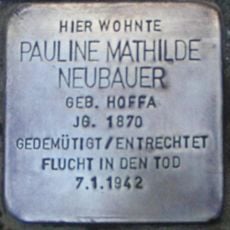 HIER WOHNTE
PAULINE MATHILDE
NEUBAUER
GEB. HOFFA
JG. 1870
GEDEMÜTIGT/ENTRECHTET
FLUCHT IN DEN TOD
7.1.1942